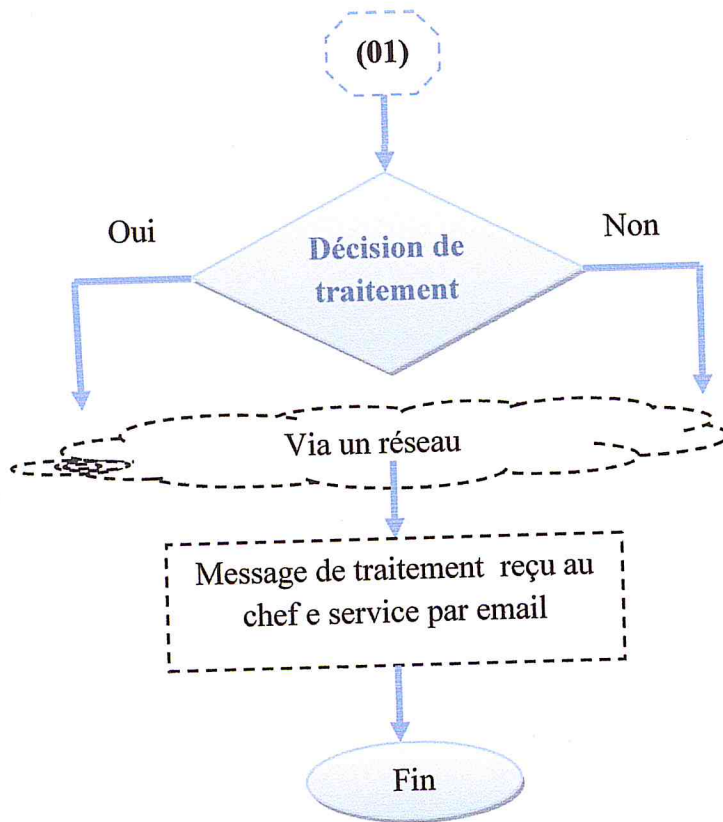 (01)
Oui
Non
Décision de
traitement
Via un réseau
Message de traitement reçu au
chef e service par email
Fin